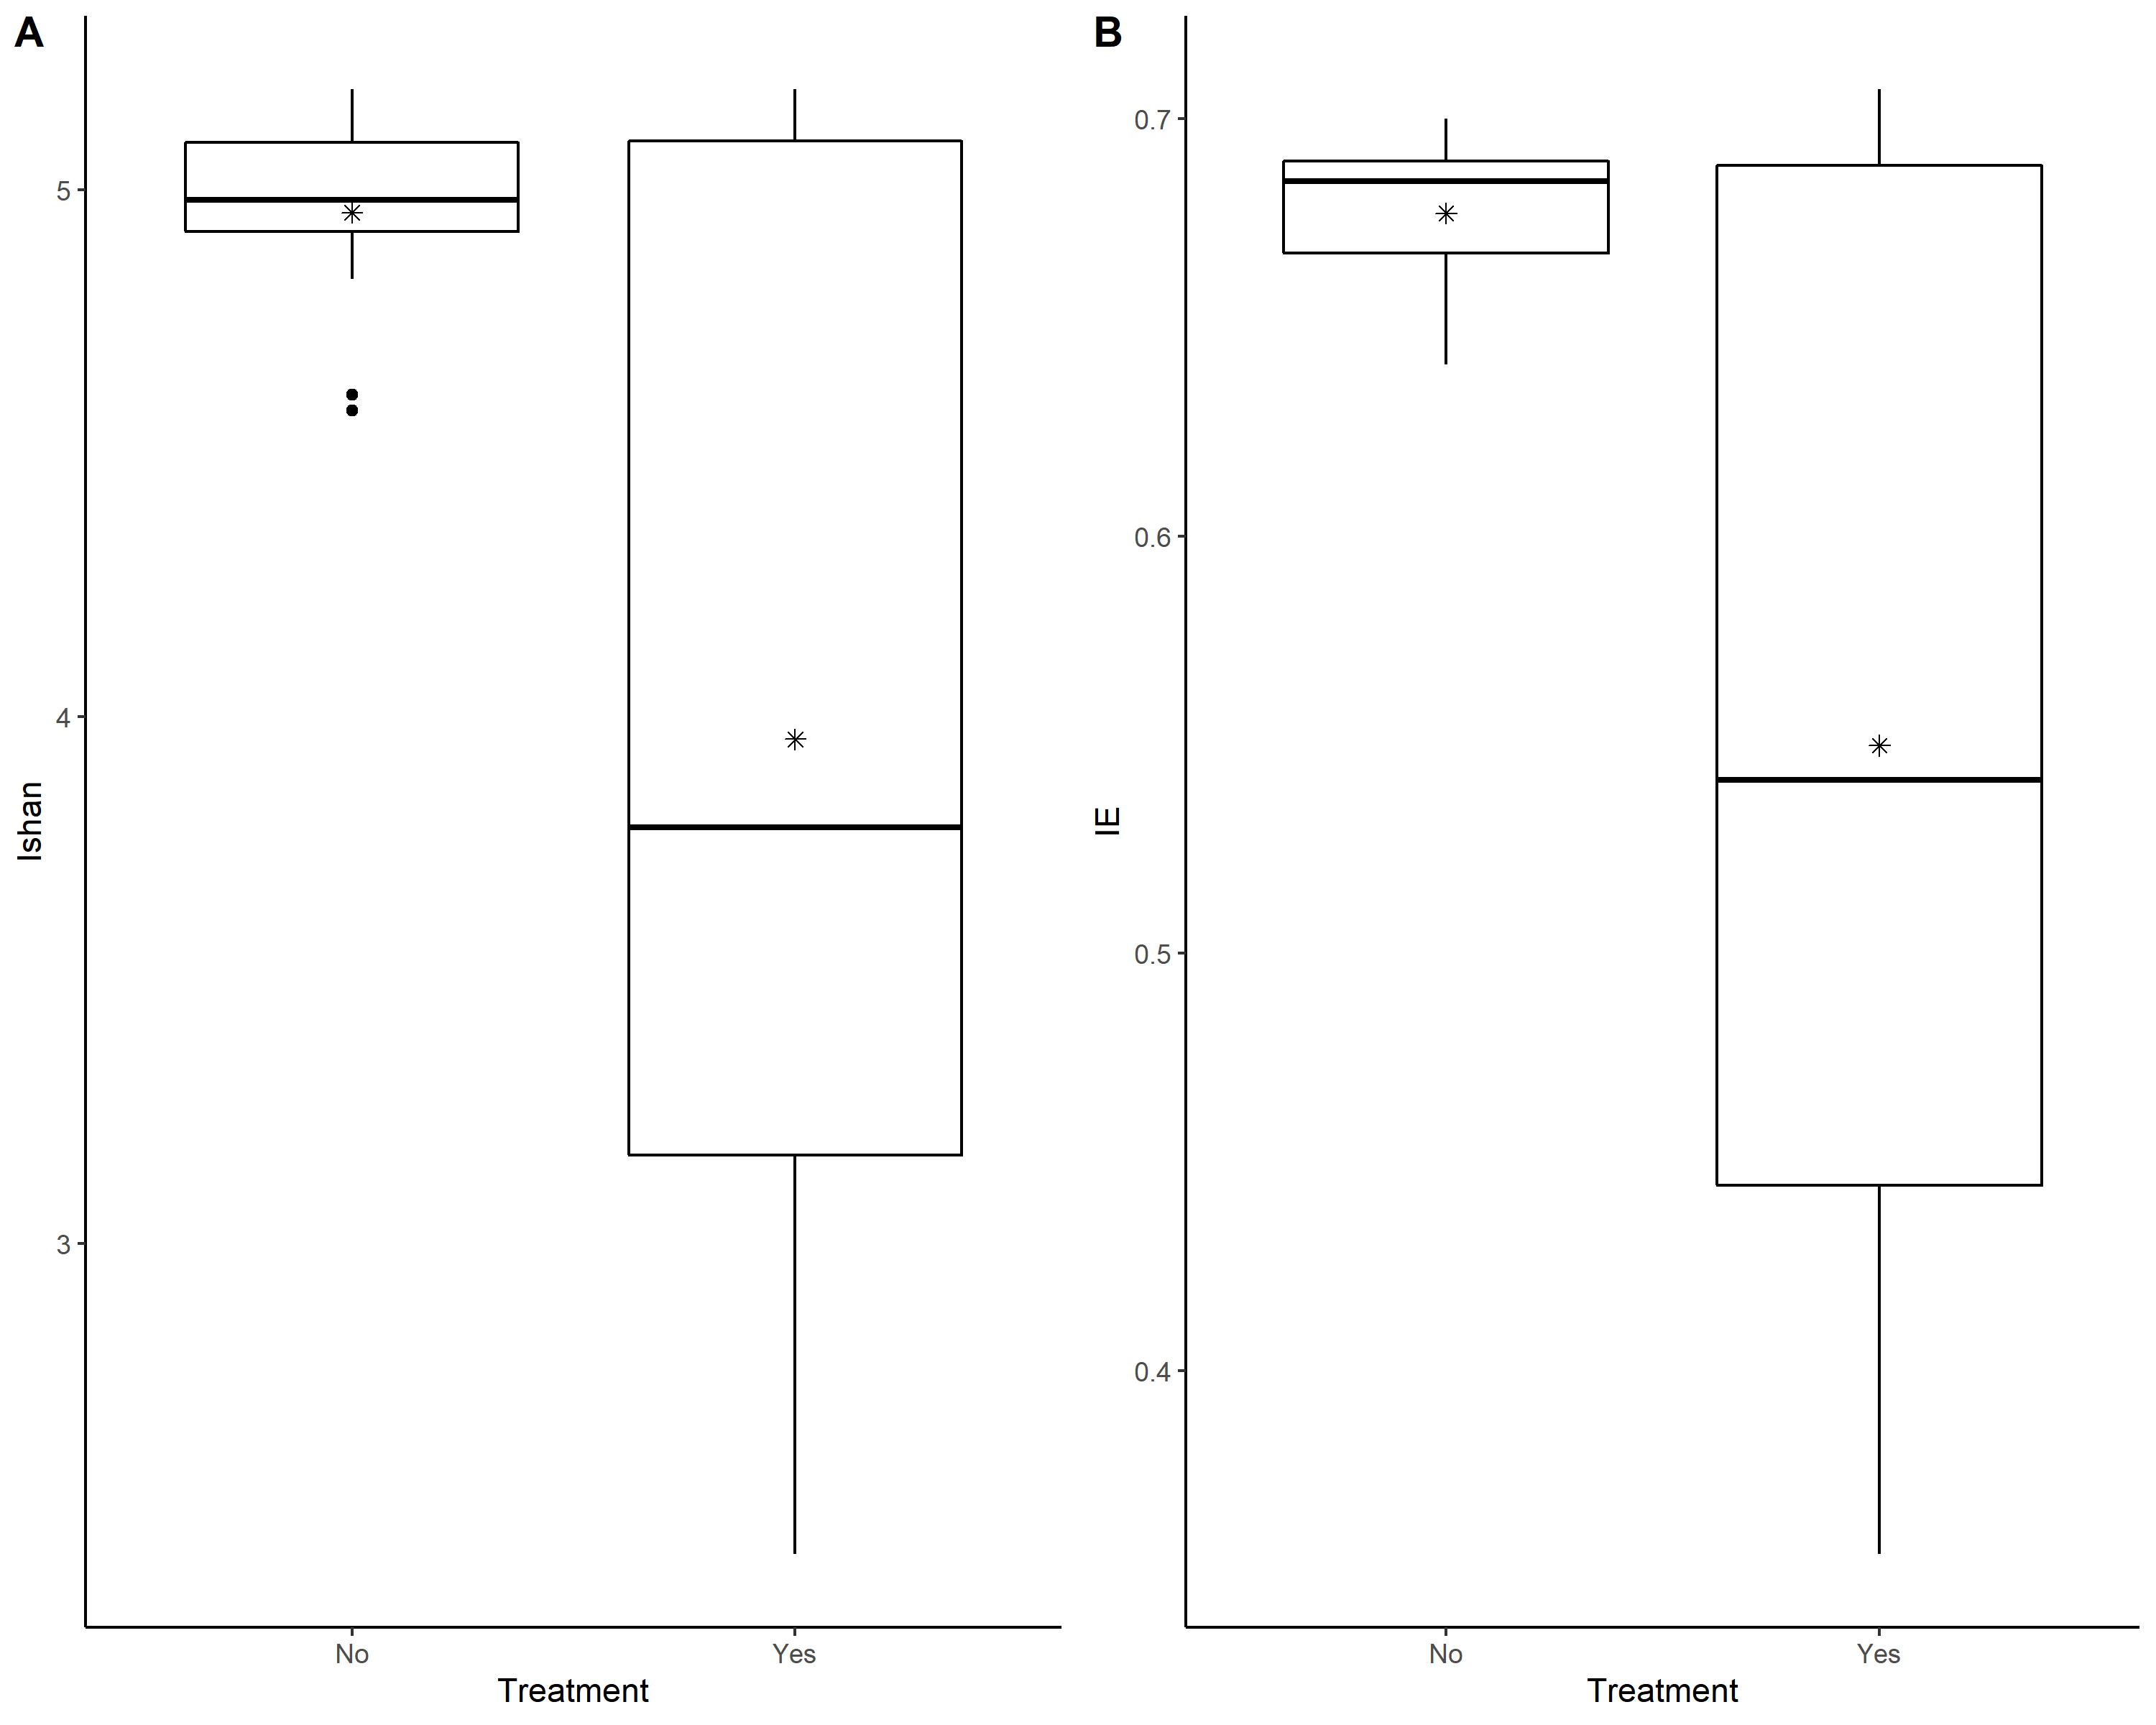 A
5
4
3
Ishan
No
Yes
Treatment
B
0.7
0.6
0.5
0.4
IE
No
Yes
Treatment